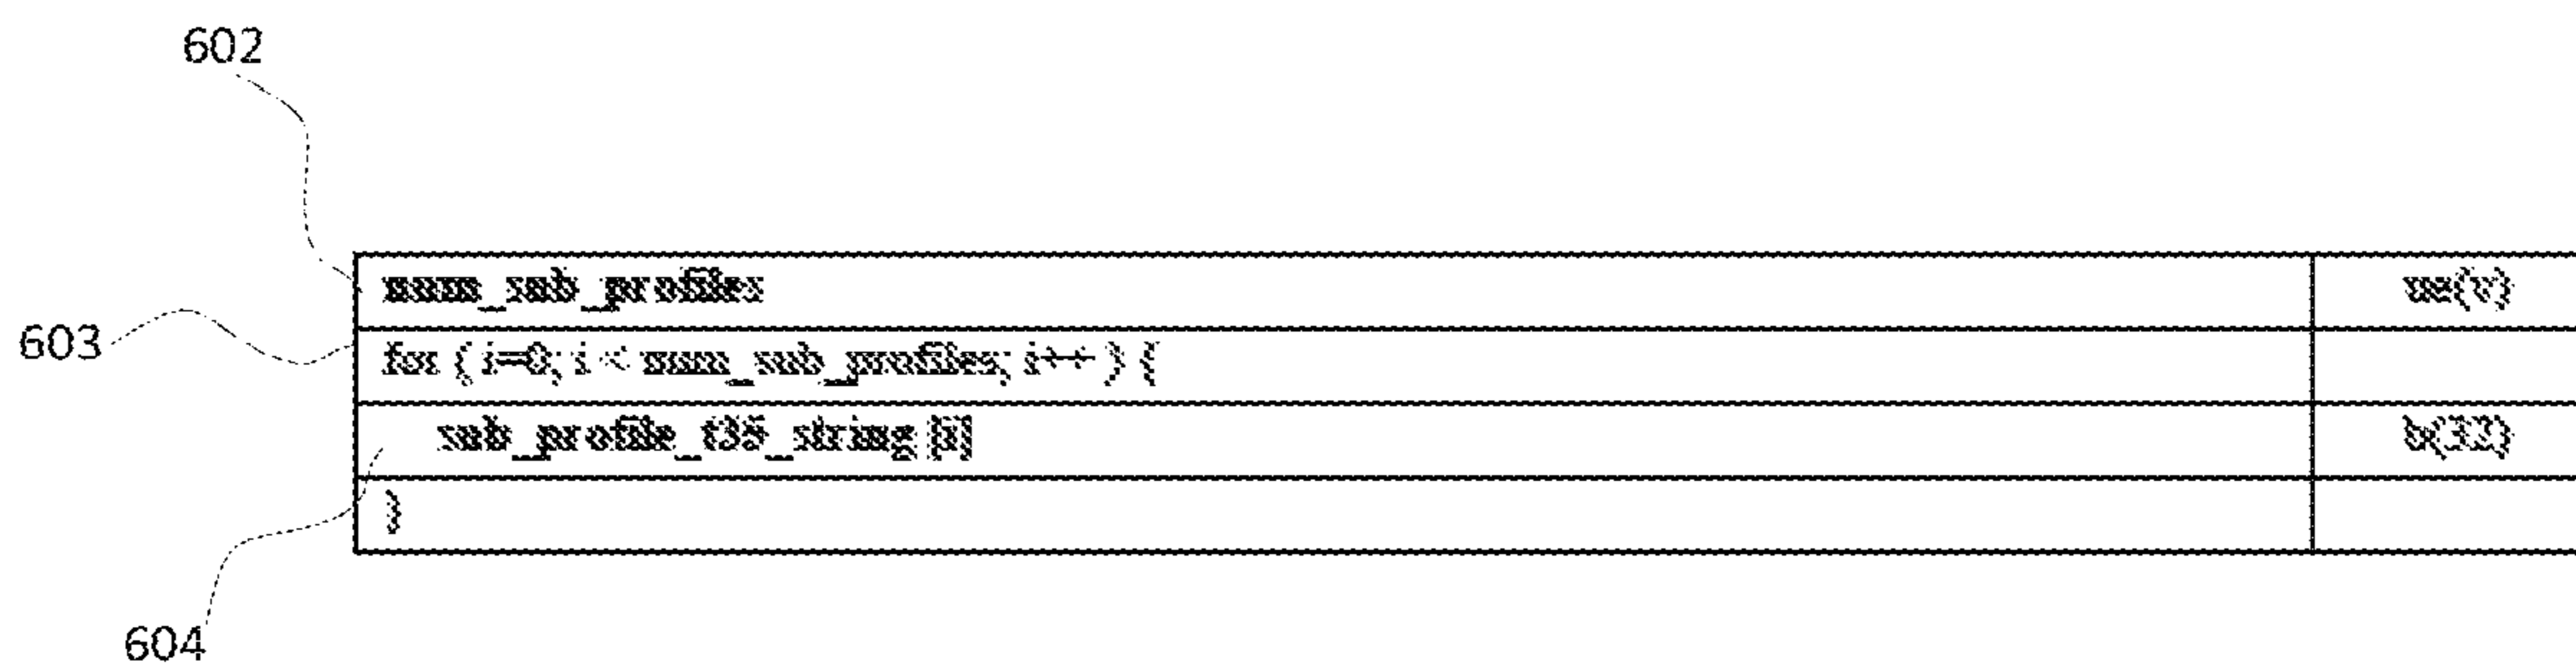 602
num_sub_profiles ue(v)
603
for ( i=0; i < num_sub_profiles; i++ ) {
sub_profile_t35_string [i] b(32)
}
604